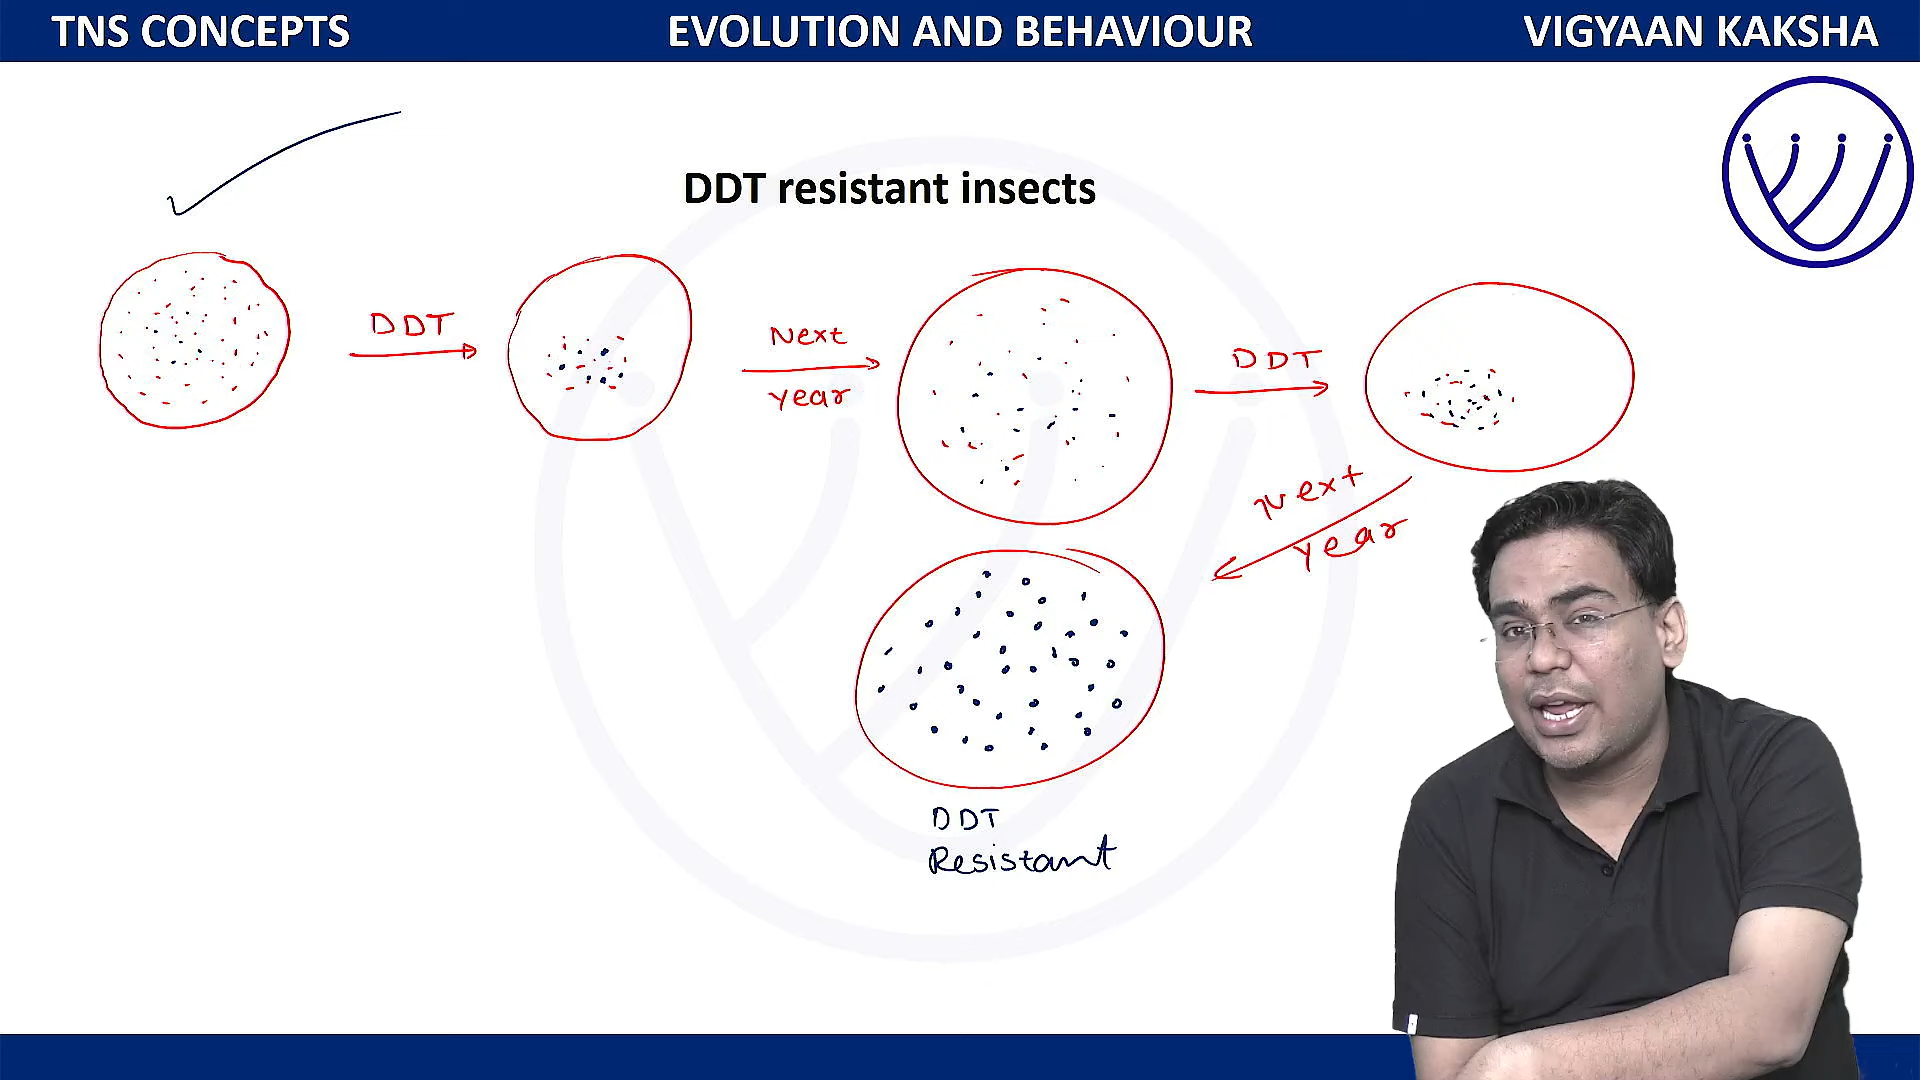 TNS CONCEPTS
EVOLUTION AND BEHAVIOUR
VIGYAAN KAKSHA
DDT resistant insects
DDT
Next
year
DDT
Next
year
DDT
Resistant